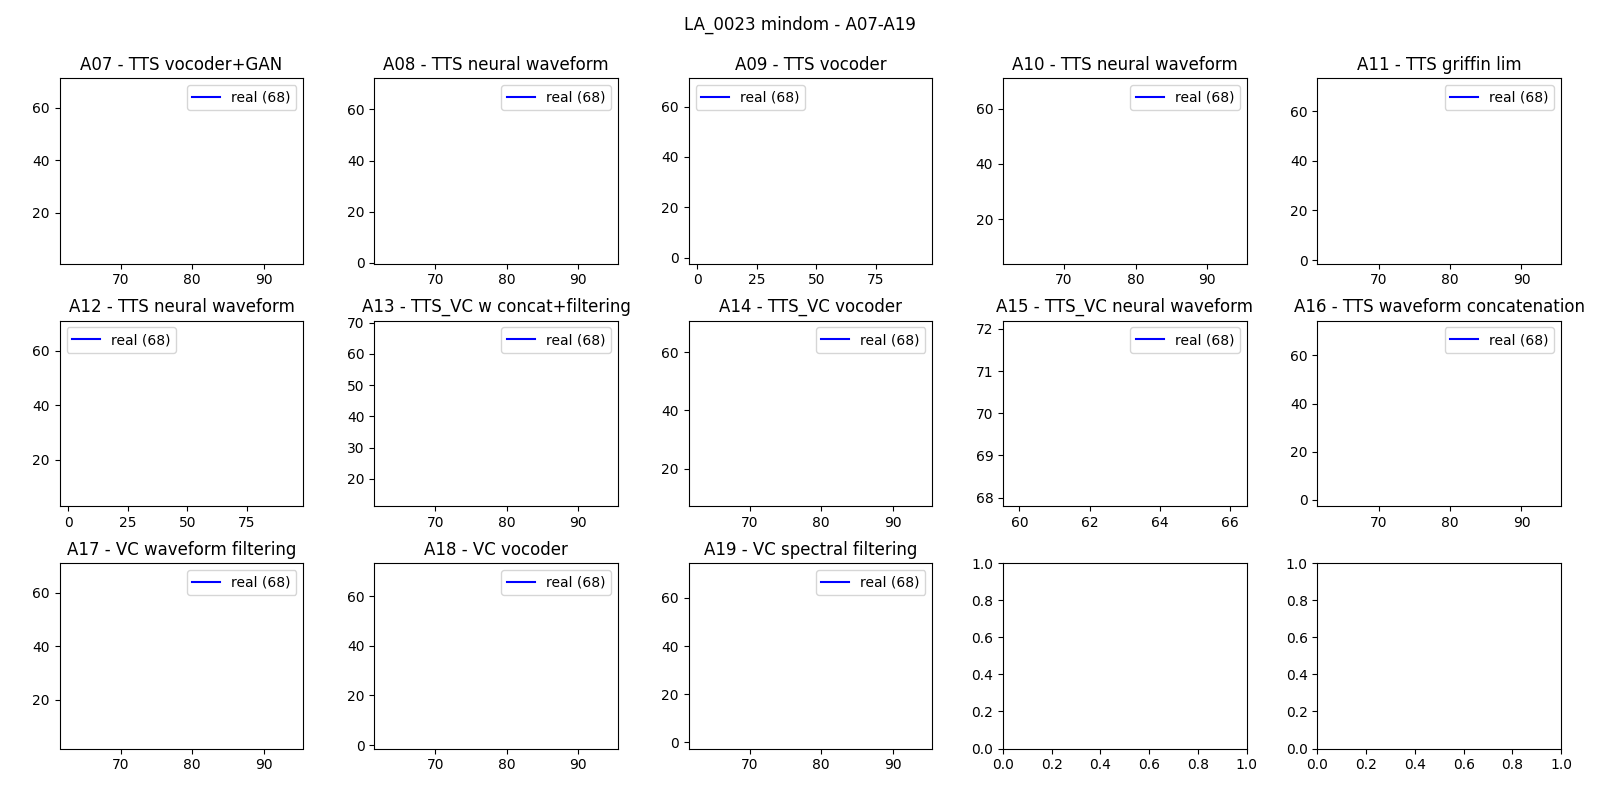 LA_0023 mindom - A07-A19
A07 - TTS vocoder+GAN
real (68)
60
40
20
70 80 90
A08 - TTS neural waveform
real (68)
60
40
20
0
70 80 90
A09 - TTS vocoder
real (68)
60
40
20
0
0 25 50 75
A10 - TTS neural waveform
real (68)
60
40
20
70 80 90
A11 - TTS griffin lim
real (68)
60
40
20
0
70 80 90
A12 - TTS neural waveform
real (68)
60
40
20
0 25 50 75
A13 - TTS_VC w concat+filtering
real (68)
70
60
50
40
30
20
70 80 90
A14 - TTS_VC vocoder
real (68)
60
40
20
70 80 90
A15 - TTS_VC neural waveform
real (68)
72
71
70
69
68
60 62 64 66
A16 - TTS waveform concatenation
real (68)
60
40
20
0
70 80 90
A17 - VC waveform filtering
real (68)
60
40
20
70 80 90
A18 - VC vocoder
real (68)
60
40
20
0
70 80 90
A19 - VC spectral filtering
real (68)
60
40
20
0
70 80 90
1.0
0.8
0.6
0.4
0.2
0.0
0.0 0.2 0.4 0.6 0.8 1.0
1.0
0.8
0.6
0.4
0.2
0.0
0.0 0.2 0.4 0.6 0.8 1.0